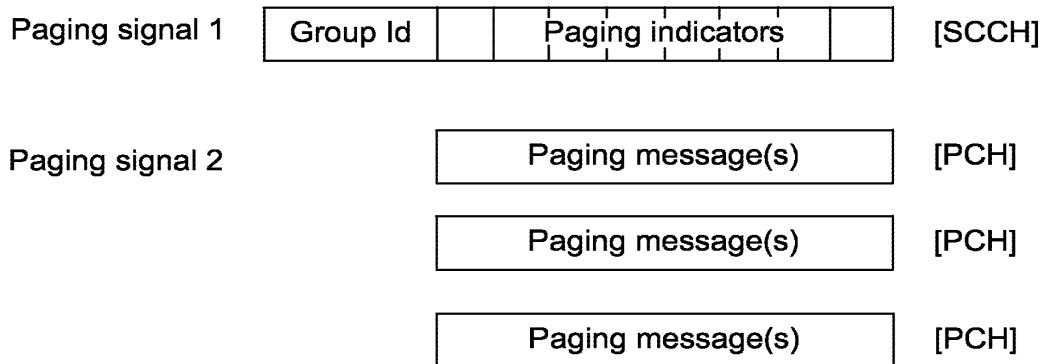 Paging signal 1 Group Id Paging indicators [SCCH]
Paging signal 2 Paging message(s) [PCH]
Paging message(s) [PCH]
Paging message(s) [PCH]